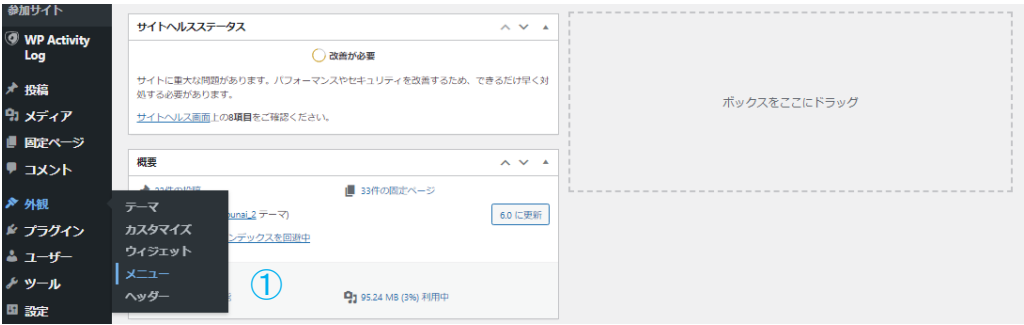 参加サイト
WP Activity
Log
投稿
メディア
固定ページ
コメント
外観
プラグイン
ユーザー
ツール
設定
テーマ
カスタマイズ
ウィジェット
メニュー
ヘッダー
①
サイトヘルスステータス
改善が必要
サイトに重大な問題があります。パフォーマンスやセキュリティを改善するため、できるだけ早く対
処する必要があります。
サイトヘルス画面上の8項目をご確認ください。
概要
33件の固定ページ
ounai_2 テーマ)
6.0 に更新
ンデックスを回避中
95.24 MB (3%) 利用中
ボックスをここにドラッグ